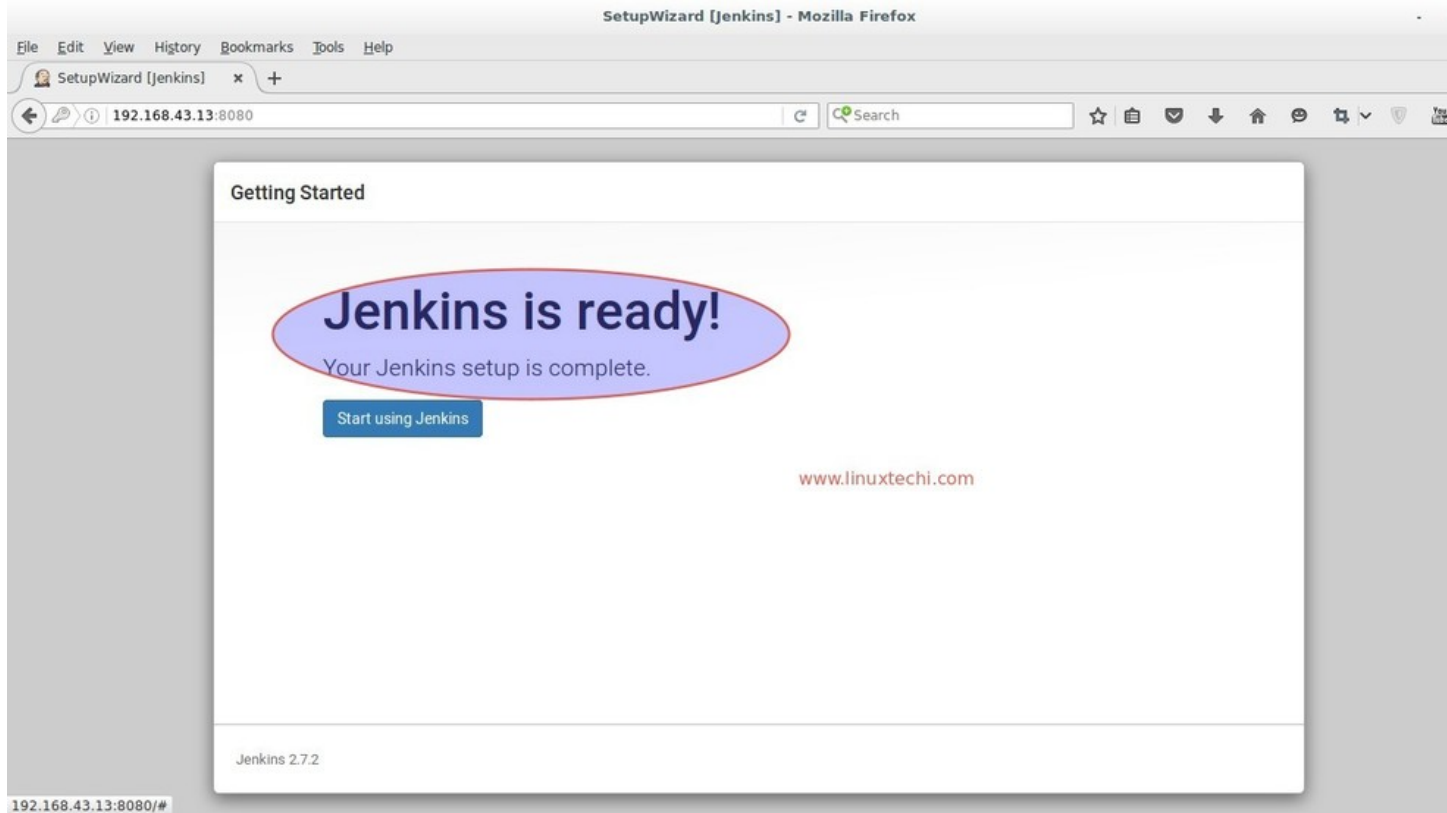 SetupWizard [Jenkins] - Mozilla Firefox
File Edit View History Bookmarks Tools Help
SetupWizard [Jenkins]
192.168.43.13:8080 Search
Getting Started
Jenkins is ready!
Your Jenkins setup is complete.
Start using Jenkins
www.linuxtechi.com
Jenkins 2.7.2
192.168.43.13:8080/#